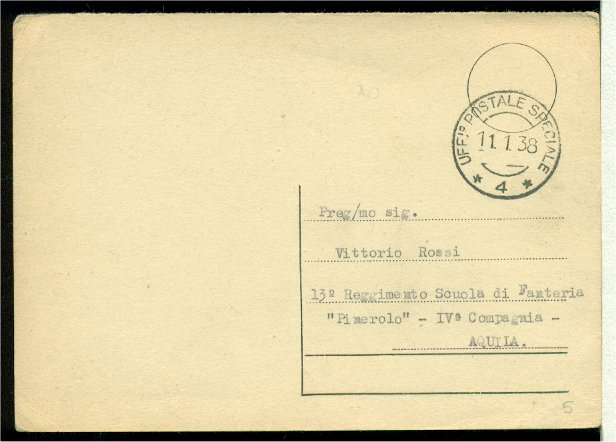 UFFIº POSTALE SPECIALE
11.1.38
* 4 *
Preg/mo sig.
Vittorio Rossi
13º Reggimento Scuola di Fanteria
"Pinerolo" - IVª Compagnia -
AQUILA.
5